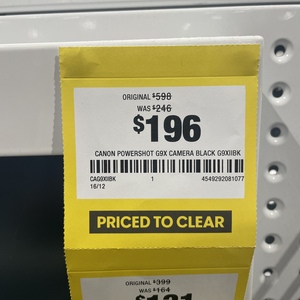 ORIGINAL $598
WAS $246
$196
CANON POWERSHOT G9X CAMERA BLACK G9XIIBK
CAG9XIIBK 1 4549292081077
16/12
PRICED TO CLEAR
ORIGINAL $399
WAS $164